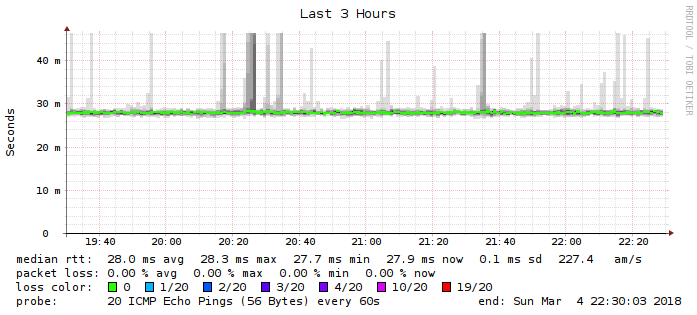 Last 3 Hours
RRDTOOL / TOBI OETIKER
Seconds
40 m
30 m
20 m
10 m
0
19:40 20:00 20:20 20:40 21:00 21:20 21:40 22:00 22:20
median rtt: 28.0 ms avg 28.3 ms max 27.7 ms min 27.9 ms now 0.1 ms sd 227.4 am/s
packet loss: 0.00 % avg 0.00 % max 0.00 % min 0.00 % now
loss color: 0 1/20 2/20 3/20 4/20 10/20 19/20
probe: 20 ICMP Echo Pings (56 Bytes) every 60s end: Sun Mar 4 22:30:03 2018